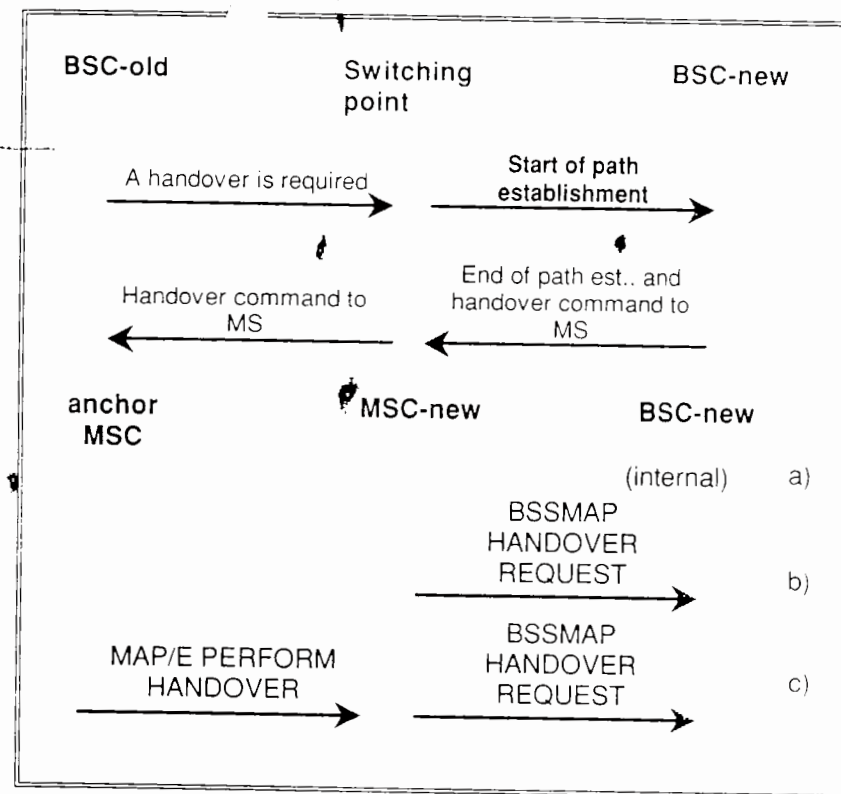 BSC-old
Switching
point
BSC-new
A handover is required
Start of path
establishment
Handover command to
MS
End of path est.. and
handover command to
MS
anchor
MSC
MSC-new
BSC-new
(internal) a)
BSSMAP
HANDOVER
REQUEST
b)
MAP/E PERFORM
HANDOVER
BSSMAP
HANDOVER
REQUEST
c)